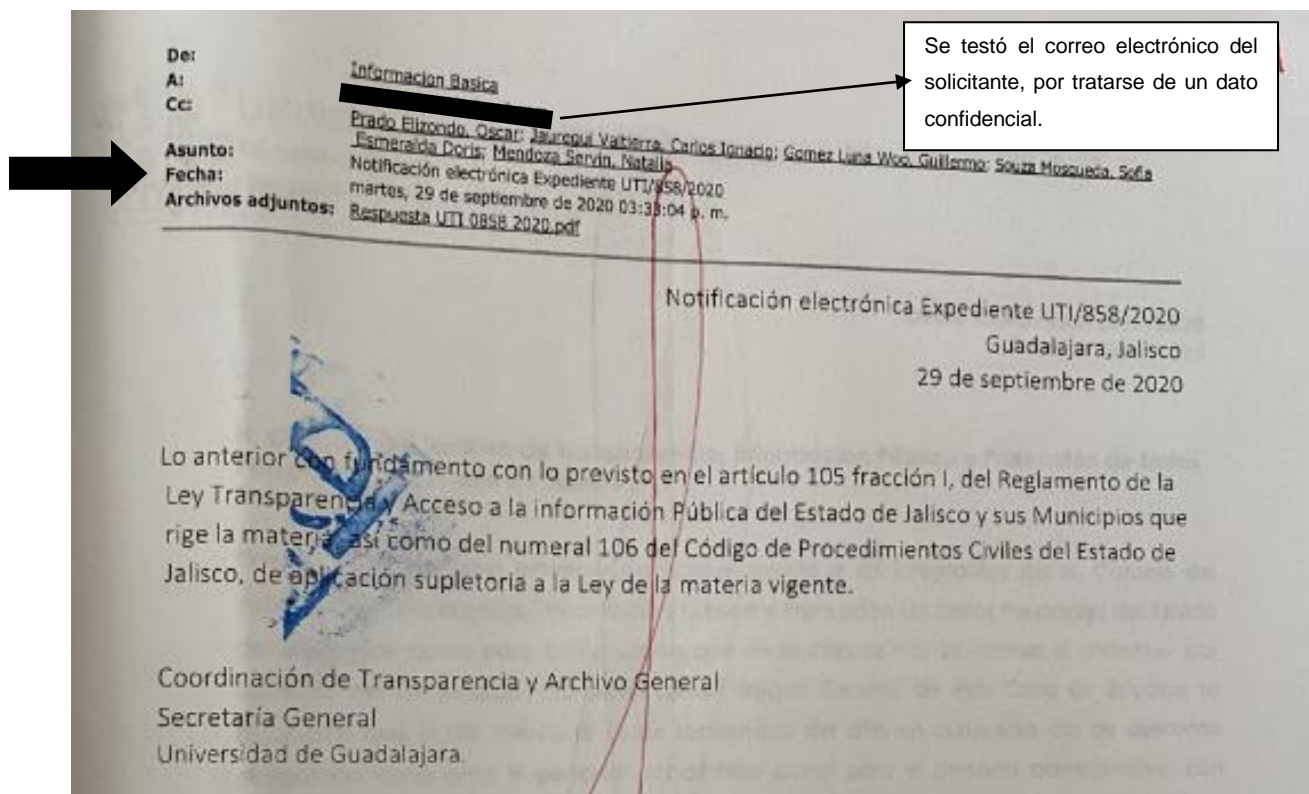 De:
Informacion Basica
A:
Cc:
Prado Elizondo, Oscar; Jauregui Valtierra, Carlos Ignacio; Gomez Luna Woo, Guillermo; Souza Mosqueda, Sofia
Esmeralda Doris; Mendoza Servin, Natalia
Asunto:
Notificación electrónica Expediente UTI/858/2020
Fecha:
martes, 29 de septiembre de 2020 03:33:04 p. m.
Archivos adjuntos:
Respuesta UTI 0858 2020.pdf
Se testó el correo electrónico del
solicitante, por tratarse de un dato
confidencial.
Notificación electrónica Expediente UTI/858/2020
Guadalajara, Jalisco
29 de septiembre de 2020
Lo anterior con fundamento con lo previsto en el artículo 105 fracción I, del Reglamento de la
Ley Transparencia y Acceso a la información Pública del Estado de Jalisco y sus Municipios que
rige la materia, así como del numeral 106 del Código de Procedimientos Civiles del Estado de
Jalisco, de aplicación supletoria a la Ley de la materia vigente.
Coordinación de Transparencia y Archivo General
Secretaría General
Universidad de Guadalajara.